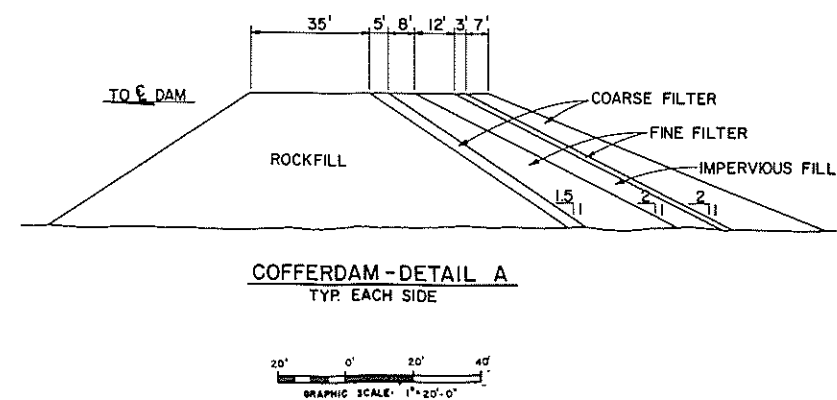 35' 5' 8' 12' 3' 7'
TO ℄ DAM
COARSE FILTER
FINE FILTER
ROCKFILL
IMPERVIOUS FILL
1.5 1
2 1
2 1
COFFERDAM-DETAIL A
TYP. EACH SIDE
20' 0' 20' 40'
GRAPHIC SCALE: 1"=20'-0"